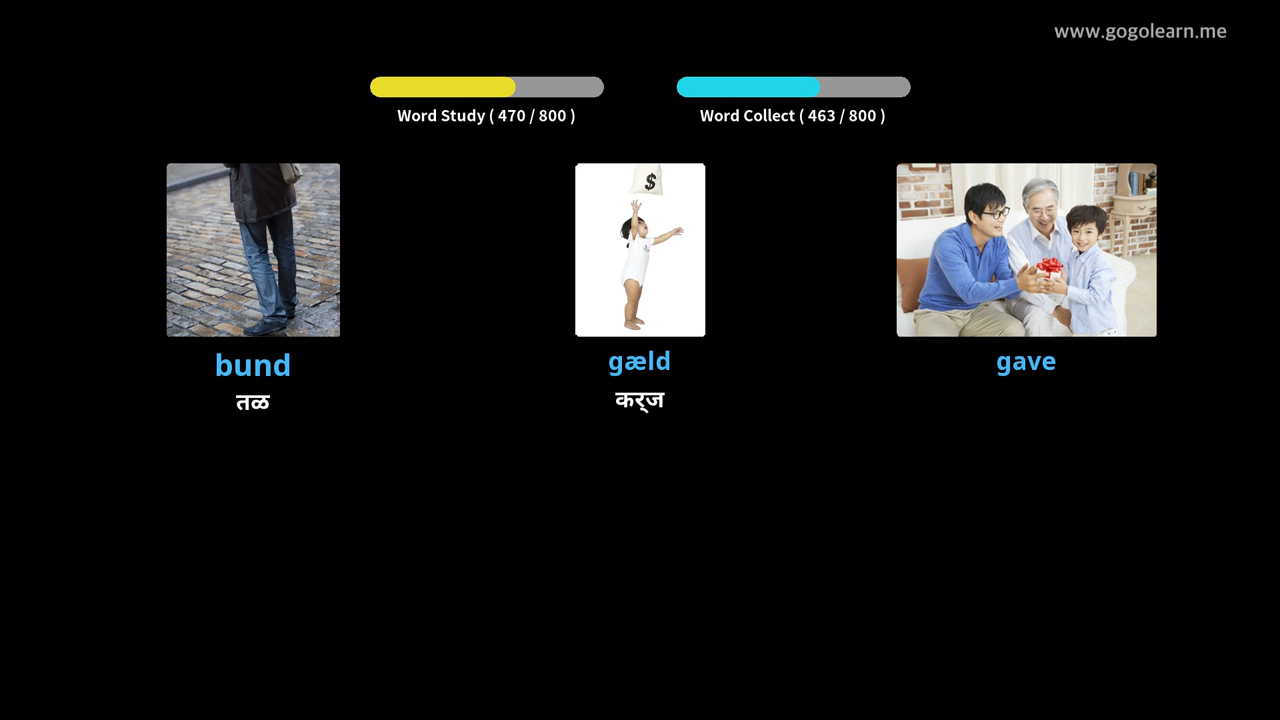 www.gogolearn.me
Word Study ( 470 / 800 )
Word Collect ( 463 / 800 )
$
bund
gæld
gave
तळ
कर्‍ज